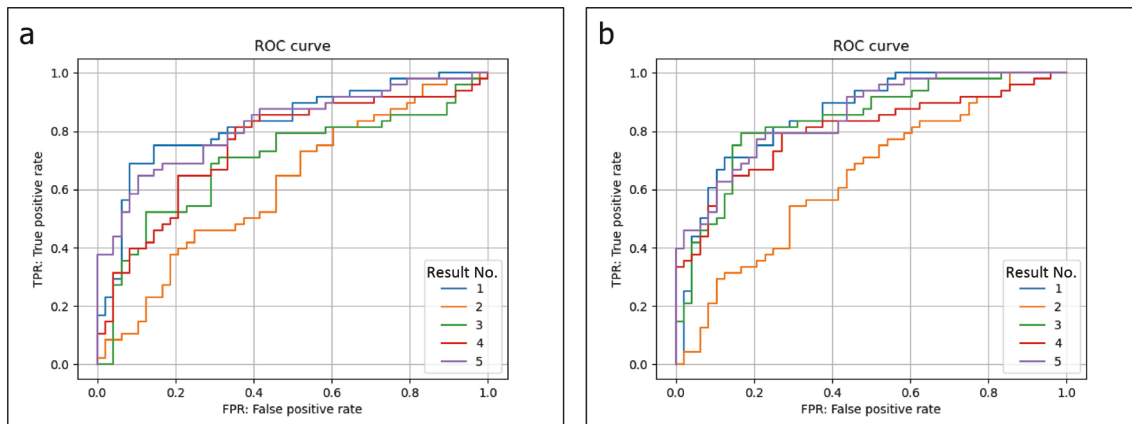 a
ROC curve
TPR: True positive rate
1.0
0.8
0.6
0.4
0.2
0.0
Result No.
1
2
3
4
5
0.0 0.2 0.4 0.6 0.8 1.0
FPR: False positive rate
b
ROC curve
TPR: True positive rate
1.0
0.8
0.6
0.4
0.2
0.0
Result No.
1
2
3
4
5
0.0 0.2 0.4 0.6 0.8 1.0
FPR: False positive rate